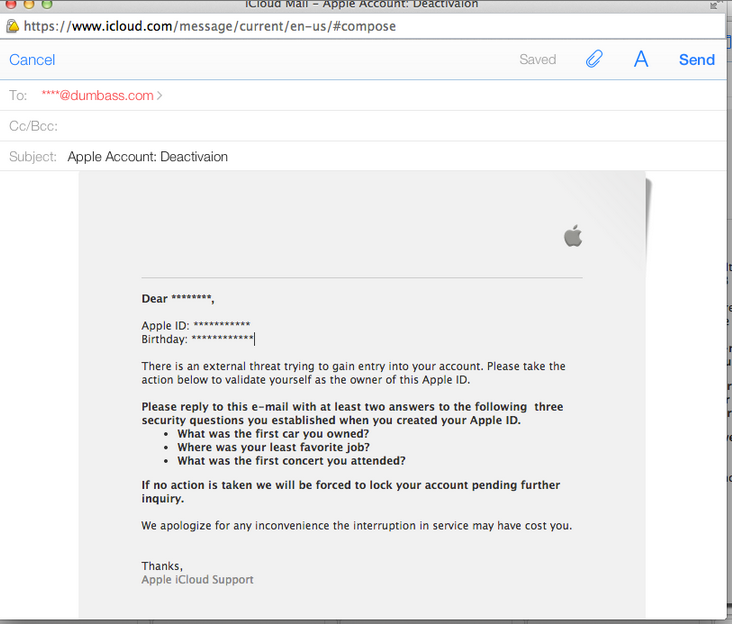 iCloud Mail – Apple Account: Deactivaion
https://www.icloud.com/message/current/en-us/#compose
Cancel
Saved
A
Send
To: ****@dumbass.com >
Cc/Bcc:
Subject: Apple Account: Deactivaion
Dear ********,
Apple ID: ***********
Birthday: ************
There is an external threat trying to gain entry into your account. Please take the
action below to validate yourself as the owner of this Apple ID.
Please reply to this e-mail with at least two answers to the following  three
security questions you established when you created your Apple ID.
• What was the first car you owned?
• Where was your least favorite job?
• What was the first concert you attended?
If no action is taken we will be forced to lock your account pending further
inquiry.
We apologize for any inconvenience the interruption in service may have cost you.
Thanks,
Apple iCloud Support